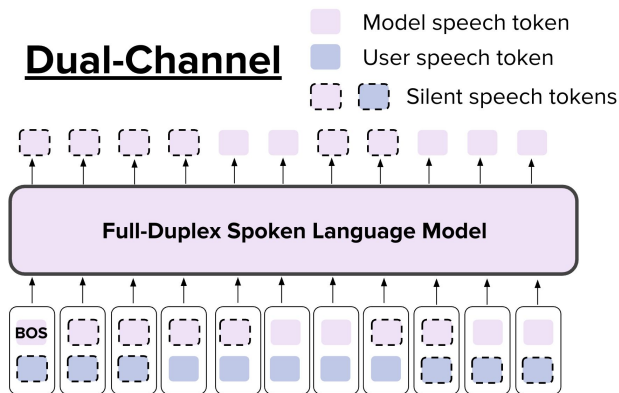 Dual-Channel
Model speech token
User speech token
Silent speech tokens
Full-Duplex Spoken Language Model
BOS